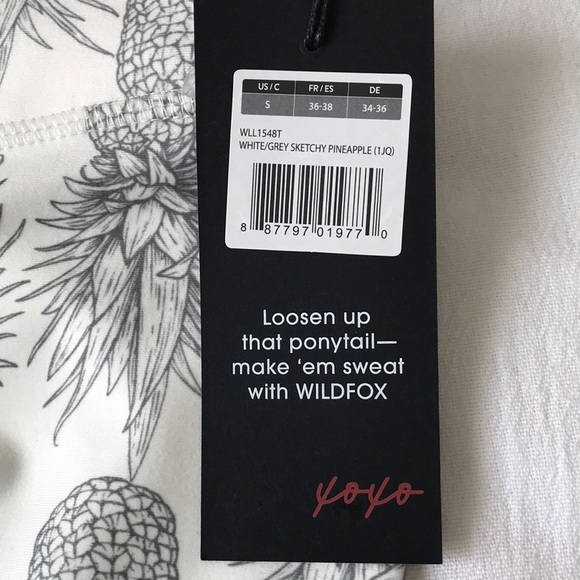 US / C FR / ES DE
S 36-38 34-36
WLL1548T
WHITE/GREY SKETCHY PINEAPPLE (1JQ)
8 87797 01977 0
Loosen up
that ponytail—
make ‘em sweat
with WILDFOX
xoxo